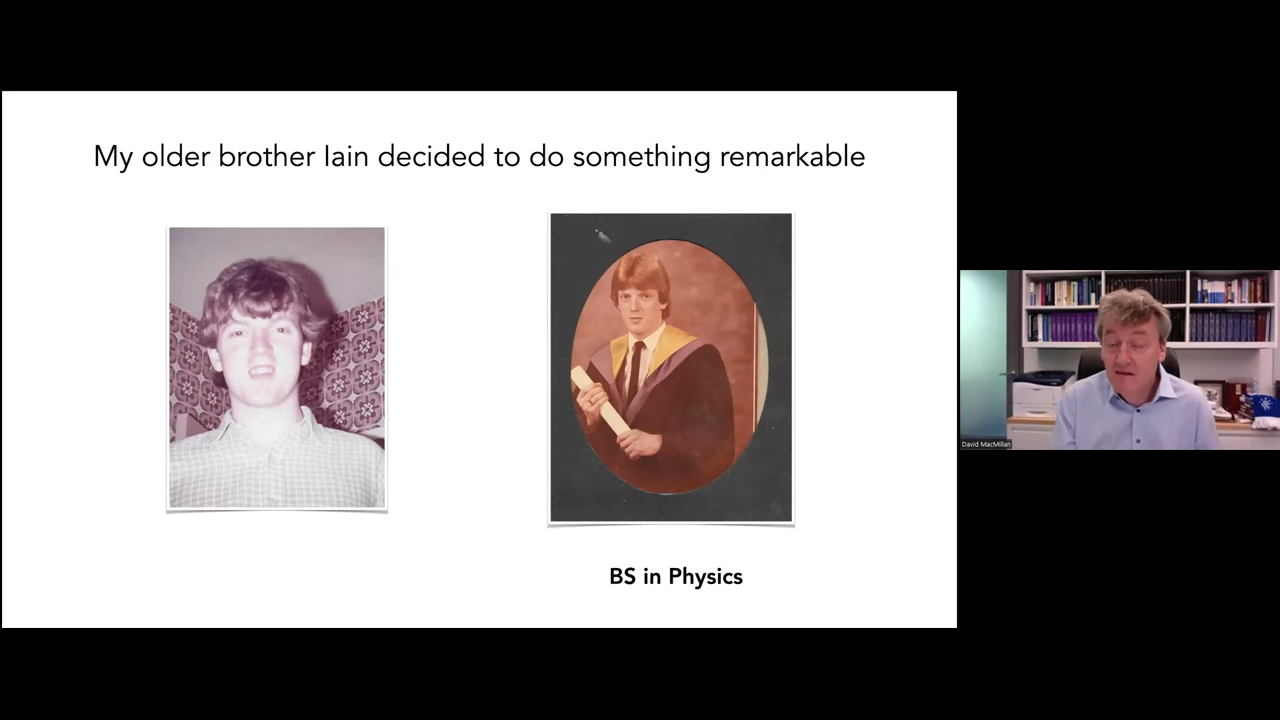 My older brother Iain decided to do something remarkable
BS in Physics
David MacMillan